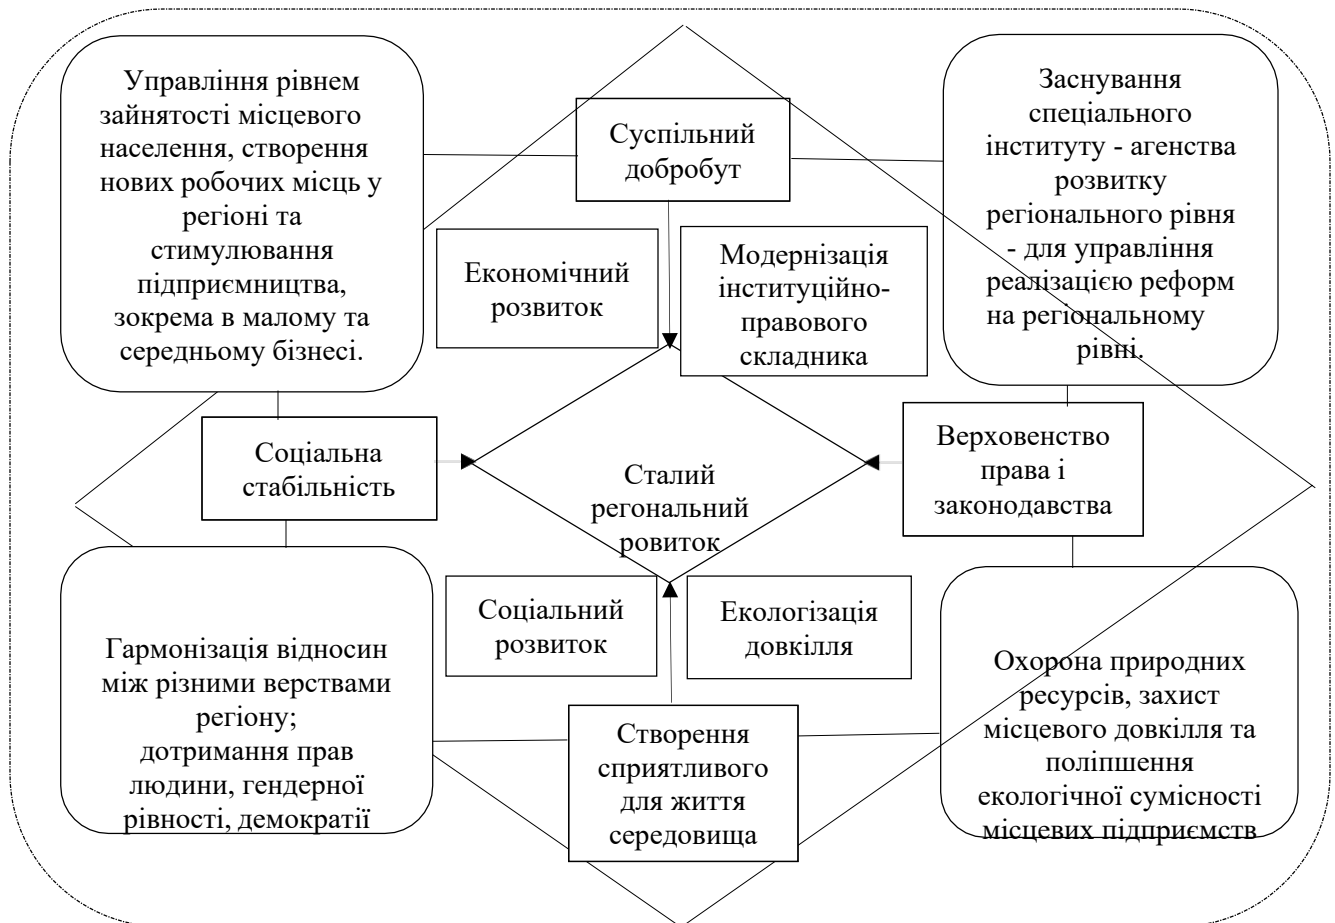 Управління рівнем
зайнятості місцевого
населення, створення
нових робочих місць у
регіоні та
стимулювання
підприємництва,
зокрема в малому та
середньому бізнесі.
Суспільний
добробут
Заснування
спеціального
інституту - агенства
розвитку
регіонального рівня
- для управління
реалізацією реформ
на регіональному
рівні.
Економічний
розвиток
Модернізація
інституційно-
правового
складника
Соціальна
стабільність
Сталий
регональний
ровиток
Верховенство
права і
законодавства
Соціальний
розвиток
Екологізація
довкілля
Гармонізація відносин
між різними верствами
регіону;
дотримання прав
людини, гендерної
рівності, демократії
Створення
сприятливого
для життя
середовища
Охорона природних
ресурсів, захист
місцевого довкілля та
поліпшення
екологічної сумісності
місцевих підприємств